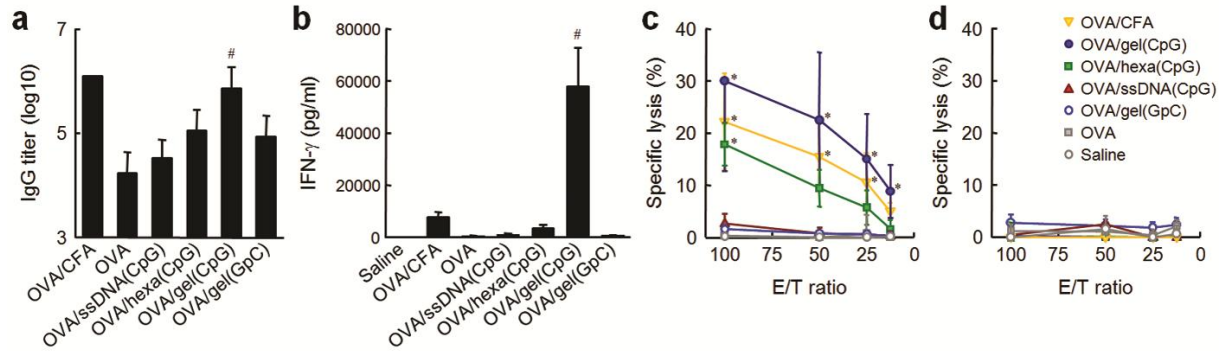 a
IgG titer (log10)
7
5
3
#
OVA/CFA
OVA
OVA/ssDNA(CpG)
OVA/hexa(CpG)
OVA/gel(CpG)
OVA/gel(GpC)
b
IFN-γ (pg/ml)
80000
60000
40000
20000
0
#
Saline
OVA/CFA
OVA
OVA/ssDNA(CpG)
OVA/hexa(CpG)
OVA/gel(CpG)
OVA/gel(GpC)
c
Specific lysis (%)
40
30
20
10
0
*
*
*
*
*
*
*
*
100 75 50 25 0
E/T ratio
d
Specific lysis (%)
40
30
20
10
0
100 75 50 25 0
E/T ratio
OVA/CFA
OVA/gel(CpG)
OVA/hexa(CpG)
OVA/ssDNA(CpG)
OVA/gel(GpC)
OVA
Saline